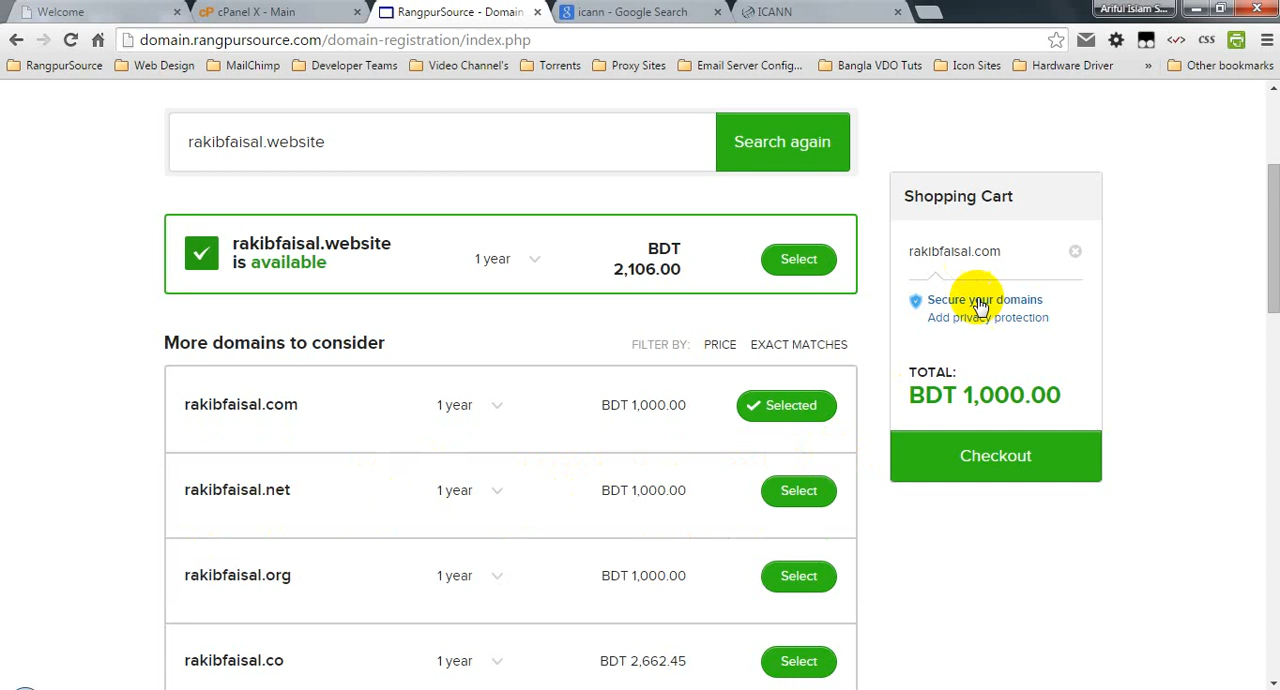 Welcome
cPanel X - Main
RangpurSource - Domain
icann - Google Search
ICANN
Ariful Islam S...
domain.rangpursource.com/domain-registration/index.php
CSS
RangpurSource
Web Design
MailChimp
Developer Teams
Video Channel's
Torrents
Proxy Sites
Email Server Config...
Bangla VDO Tuts
Icon Sites
Hardware Driver
»
Other bookmarks
rakibfaisal.website
Search again
rakibfaisal.website
is available
1 year
BDT
2,106.00
Select
More domains to consider
FILTER BY: PRICE EXACT MATCHES
rakibfaisal.com
1 year
BDT 1,000.00
Selected
rakibfaisal.net
1 year
BDT 1,000.00
Select
rakibfaisal.org
1 year
BDT 1,000.00
Select
rakibfaisal.co
1 year
BDT 2,662.45
Select
Shopping Cart
rakibfaisal.com
Secure your domains
Add privacy protection
TOTAL:
BDT 1,000.00
Checkout